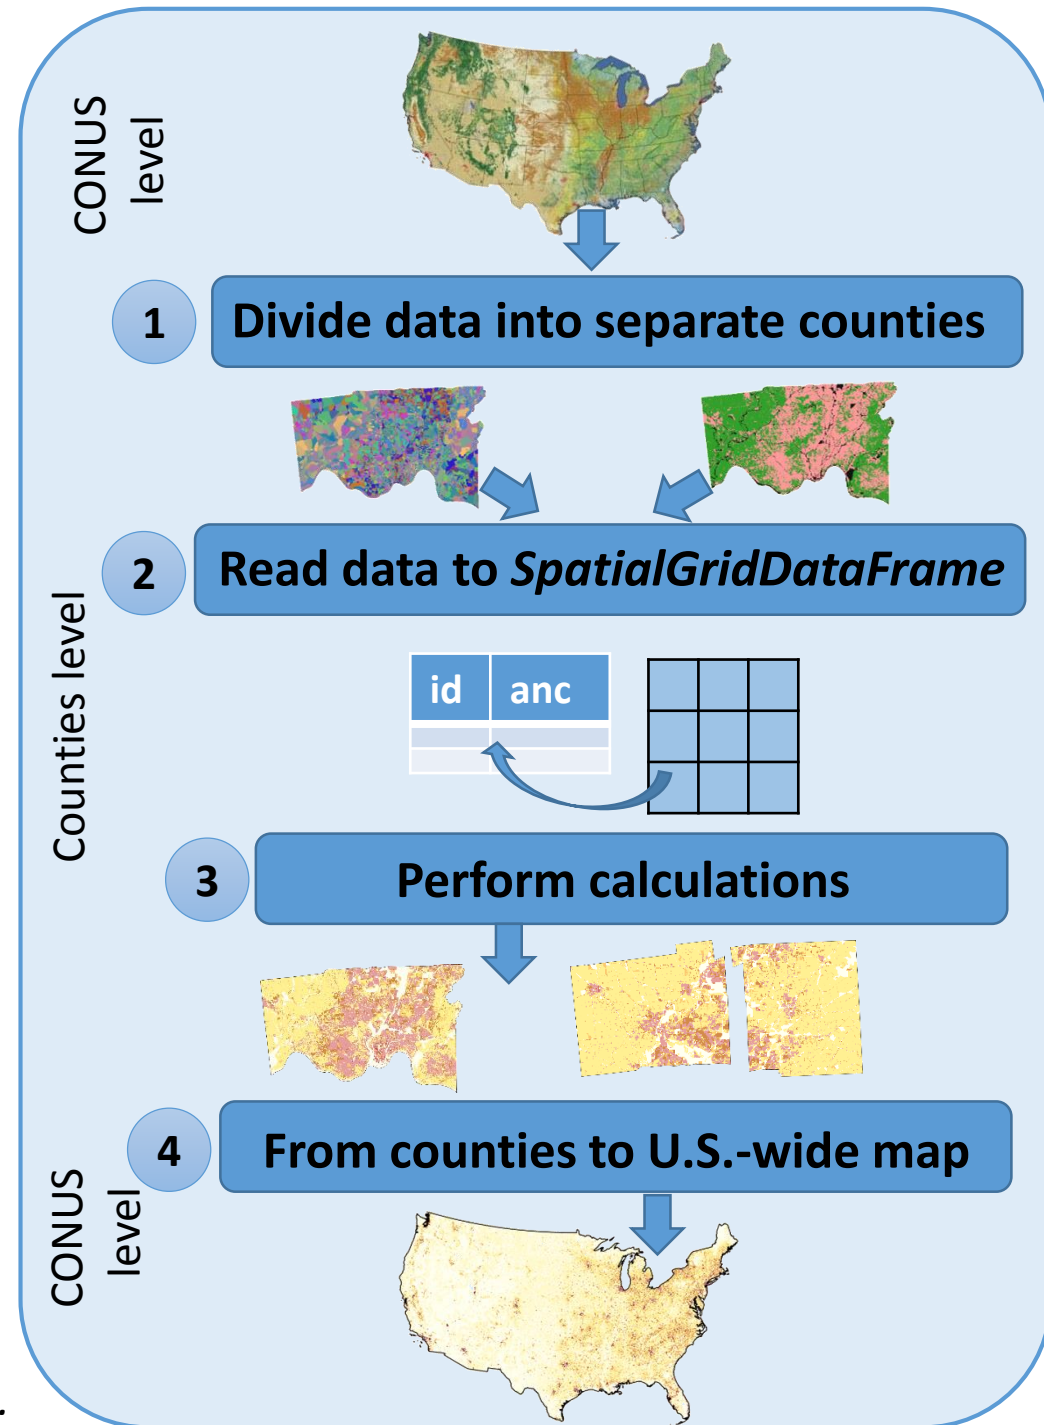 CONUS
level
1
Divide data into separate counties
2
Read data to SpatialGridDataFrame
Counties level
id anc
3
Perform calculations
4
From counties to U.S.-wide map
CONUS
level
.